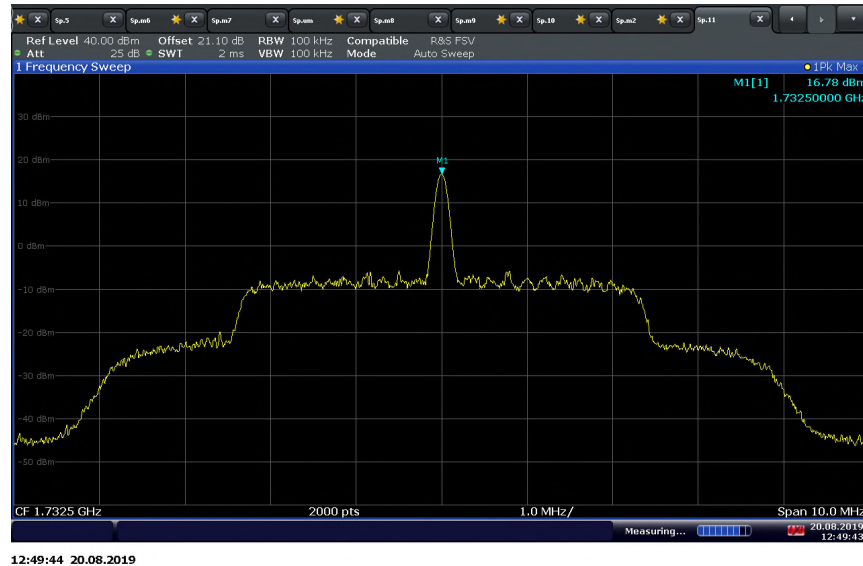 Sp.5 X Sp.m6 X Sp.m7 X Sp.um X Sp.m8 X Sp.m9 X Sp.10 X Sp.m2 X Sp.11 X
Ref Level 40.00 dBm Offset 21.10 dB RBW 100 kHz Compatible R&S FSV
Att 25 dB SWT 2 ms VBW 100 kHz Mode Auto Sweep
1 Frequency Sweep 1Pk Max
M1[1] 16.78 dBm
1.73250000 GHz
30 dBm
20 dBm
M1
10 dBm
0 dBm
-10 dBm
-20 dBm
-30 dBm
-40 dBm
-50 dBm
CF 1.7325 GHz 2000 pts 1.0 MHz/ Span 10.0 MHz
Measuring... 20.08.2019
12:49:43
12:49:44 20.08.2019